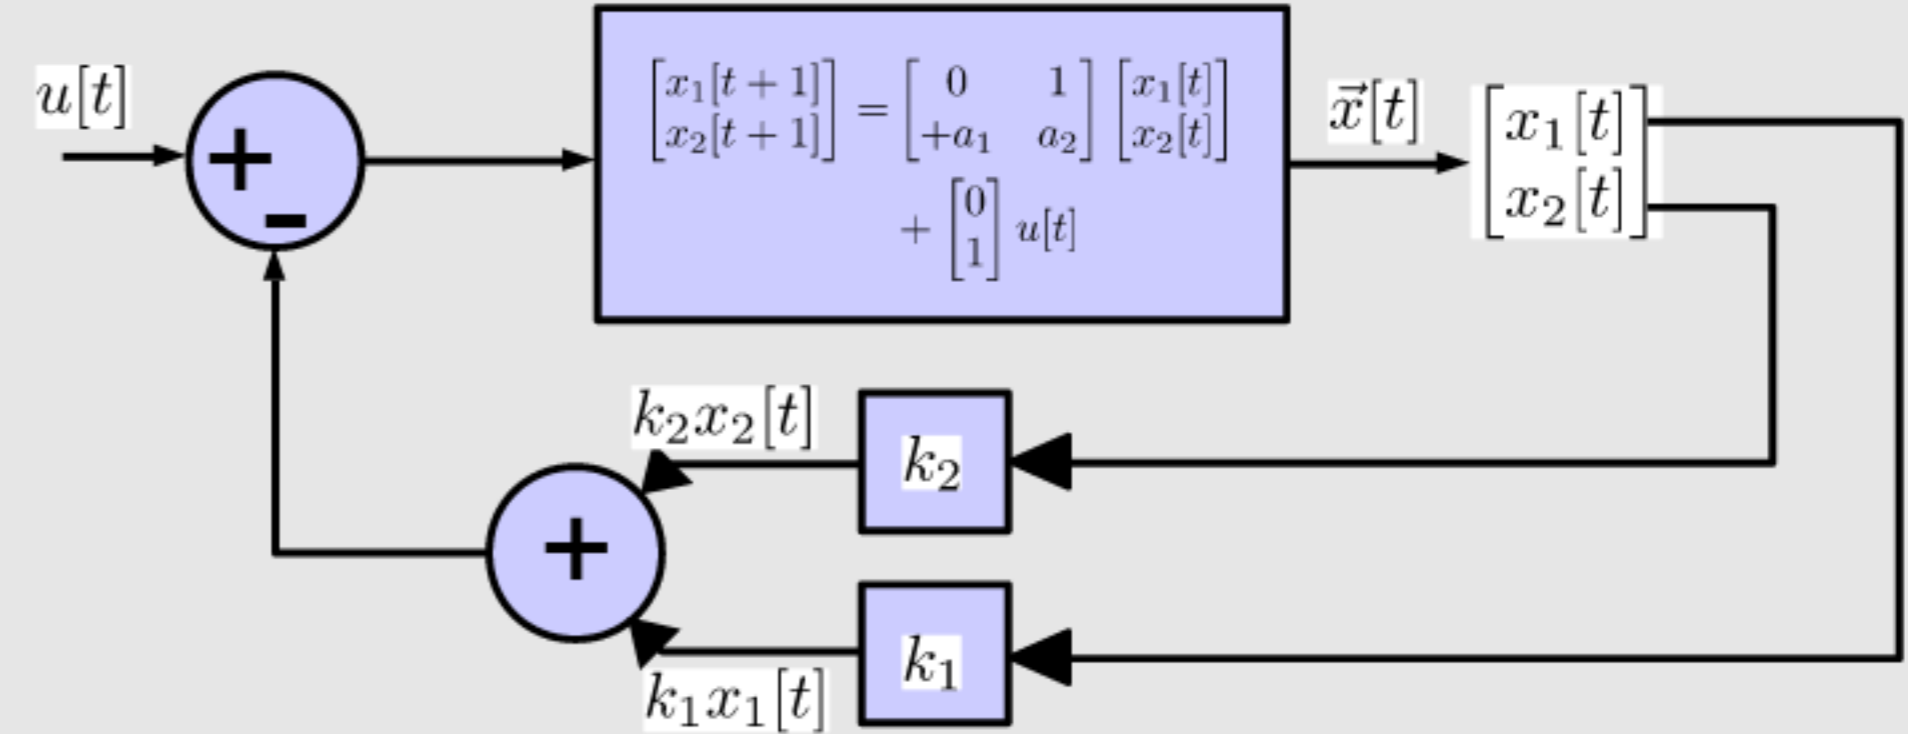 u[t]
+
-
[x₁[t + 1]] = [0 1] [x₁[t]]
[x₂[t + 1]] [+a₁ a₂] [x₂[t]]
+ [0] u[t]
[1]
x⃗[t]
[x₁[t]]
[x₂[t]]
k₂x₂[t]
k₂
+
k₁x₁[t]
k₁